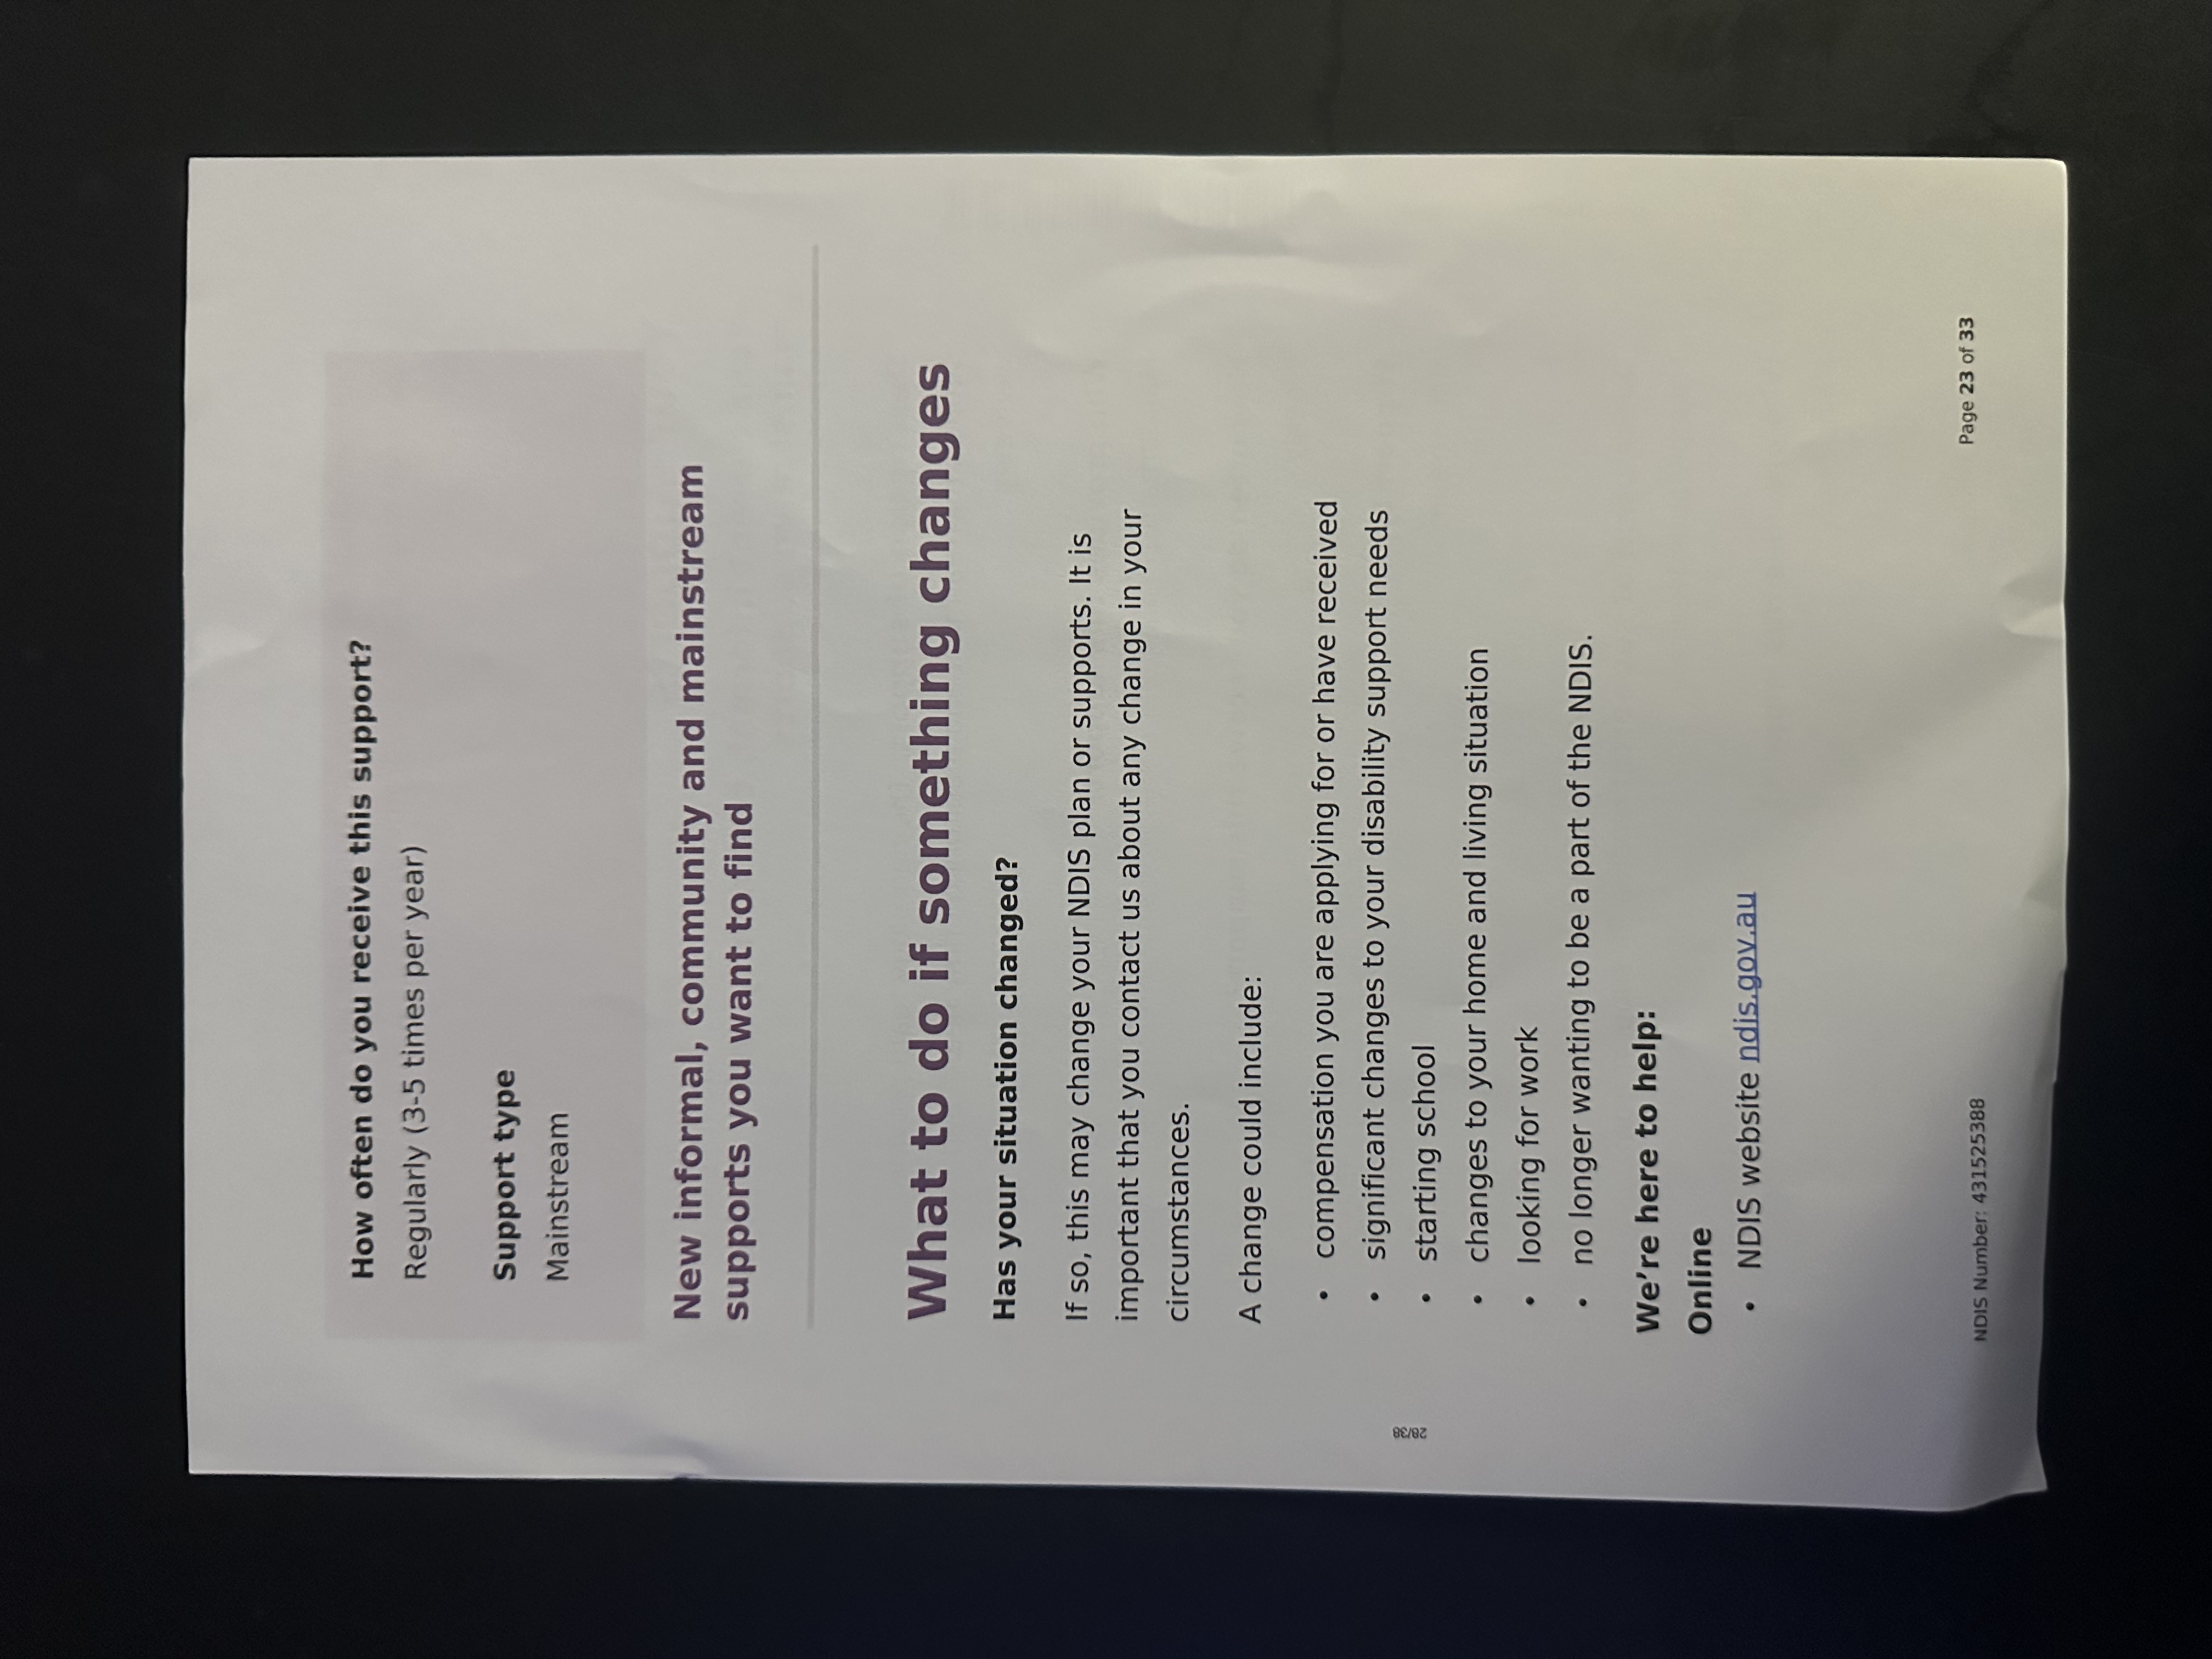 How often do you receive this support?
Regularly (3-5 times per year)
Support type
Mainstream
New informal, community and mainstream
supports you want to find
What to do if something changes
Has your situation changed?
If so, this may change your NDIS plan or supports. It is
important that you contact us about any change in your
circumstances.
A change could include:
• compensation you are applying for or have received
• significant changes to your disability support needs
• starting school
• changes to your home and living situation
• looking for work
• no longer wanting to be a part of the NDIS.
We’re here to help:
Online
• NDIS website ndis.gov.au
28/38
NDIS Number: 431525388
Page 23 of 33